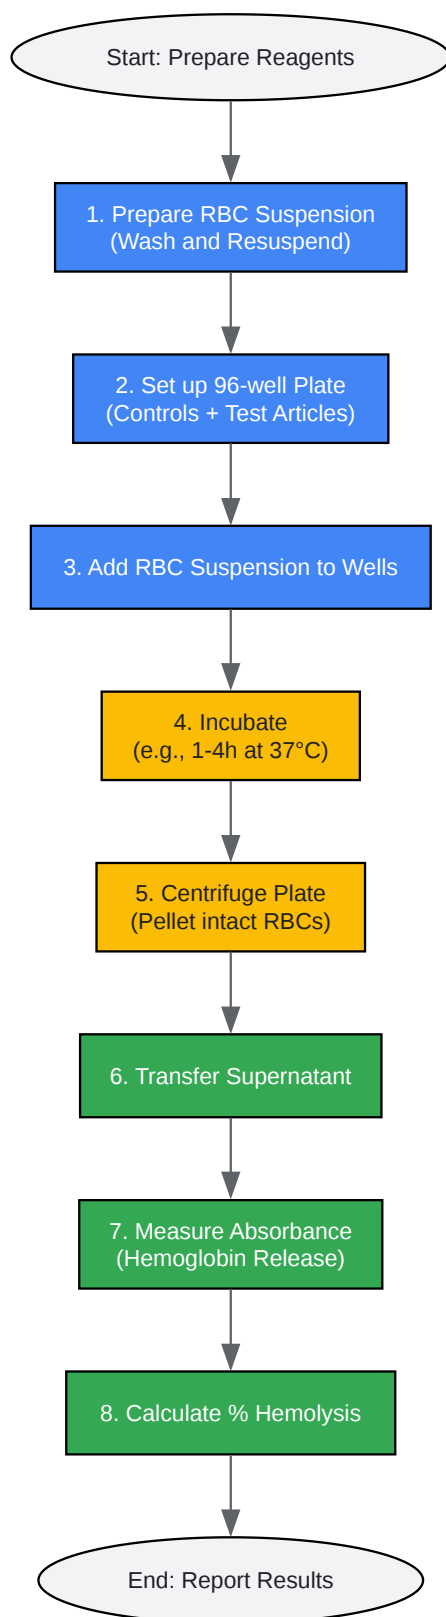 Start: Prepare Reagents
1. Prepare RBC Suspension
(Wash and Resuspend)
2. Set up 96-well Plate
(Controls + Test Articles)
3. Add RBC Suspension to Wells
4. Incubate
(e.g., 1-4h at 37°C)
5. Centrifuge Plate
(Pellet intact RBCs)
6. Transfer Supernatant
7. Measure Absorbance
(Hemoglobin Release)
8. Calculate % Hemolysis
End: Report Results